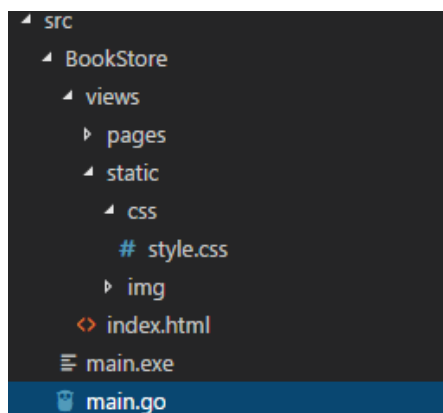 src
BookStore
views
pages
static
css
# style.css
img
<> index.html
main.exe
main.go